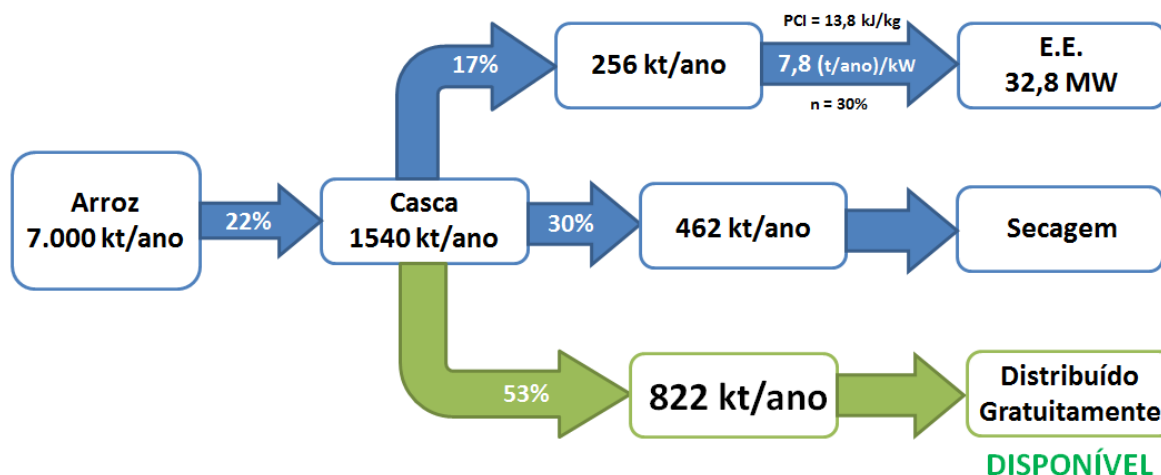 Arroz
7.000 kt/ano
22%
Casca
1540 kt/ano
17%
256 kt/ano
PCI = 13,8 kJ/kg
7,8 (t/ano)/kW
n = 30%
E.E.
32,8 MW
30%
462 kt/ano
Secagem
53%
822 kt/ano
Distribuído
Gratuitamente
DISPONÍVEL